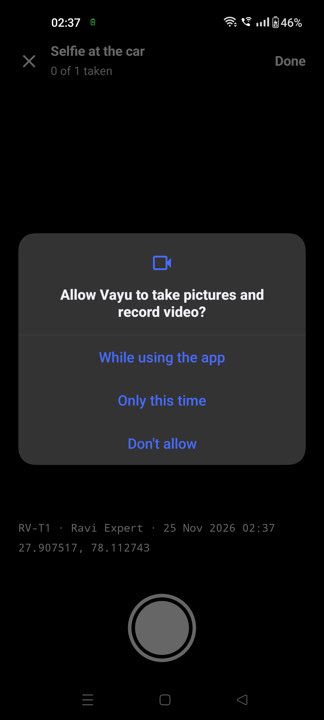 02:37
46%
Selfie at the car
0 of 1 taken
Done
Allow Vayu to take pictures and
record video?
While using the app
Only this time
Don't allow
RV-T1 · Ravi Expert · 25 Nov 2026 02:37
27.907517, 78.112743